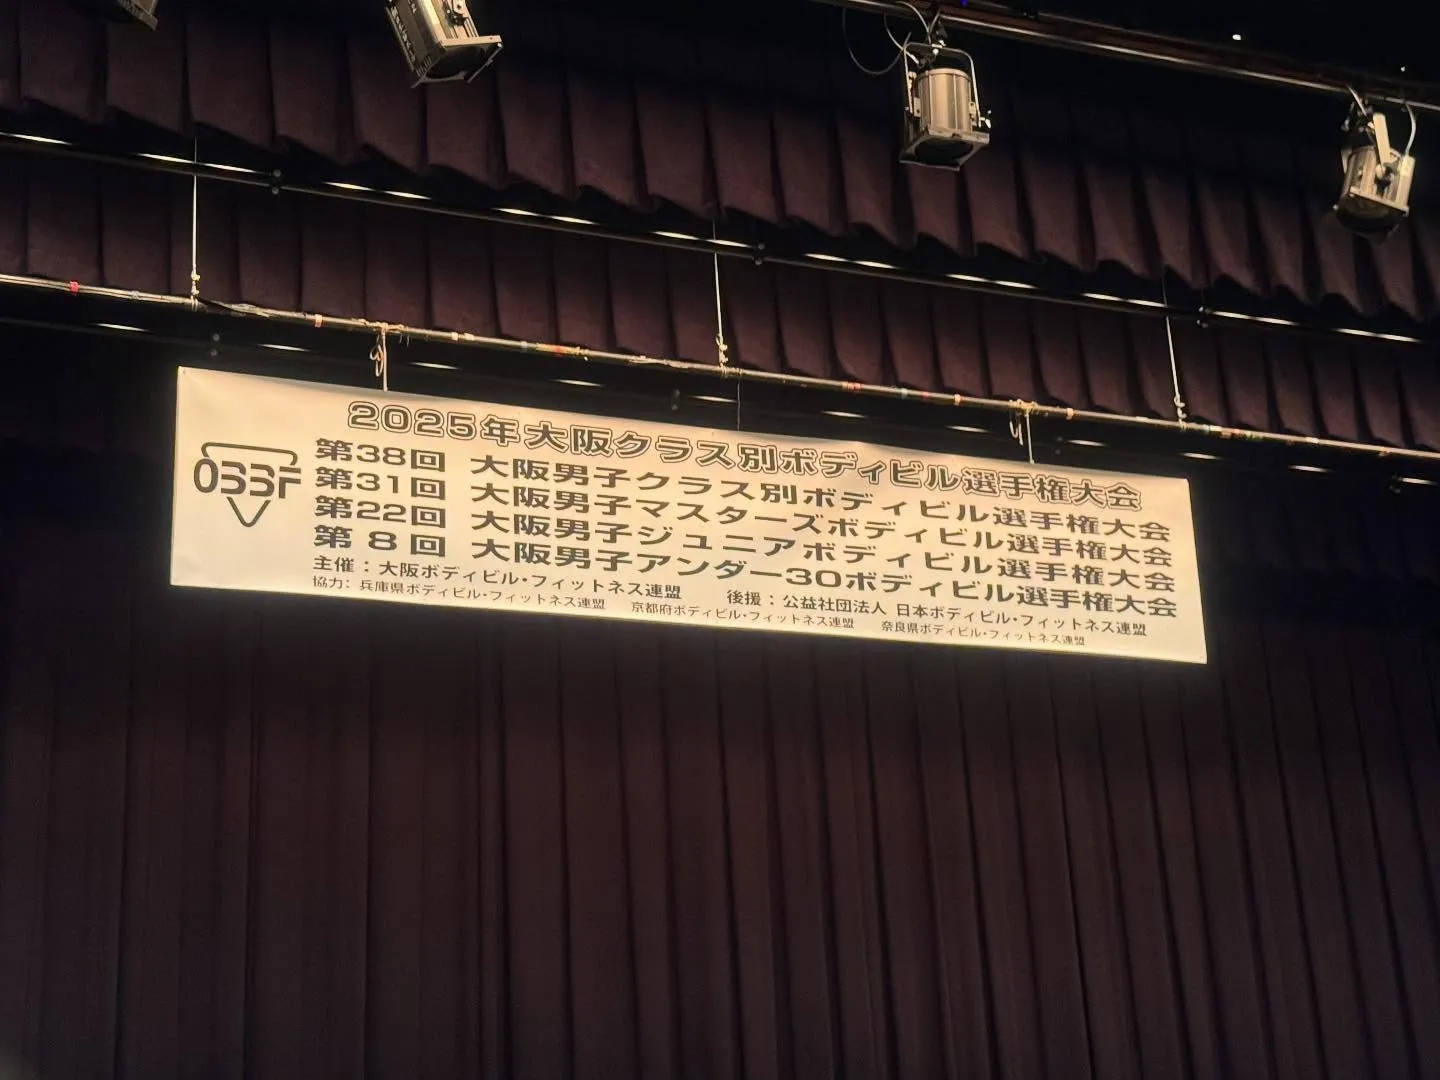 2025年大阪クラス別ボディビル選手権大会
OBBF
第38回 大阪男子クラス別ボディビル選手権大会
第31回 大阪男子マスターズボディビル選手権大会
第22回 大阪男子ジュニアボディビル選手権大会
第8回 大阪男子アンダー30ボディビル選手権大会
主催：大阪ボディビル・フィットネス連盟 後援：公益社団法人 日本ボディビル・フィットネス連盟
協力：兵庫県ボディビル・フィットネス連盟 京都府ボディビル・フィットネス連盟 奈良県ボディビル・フィットネス連盟